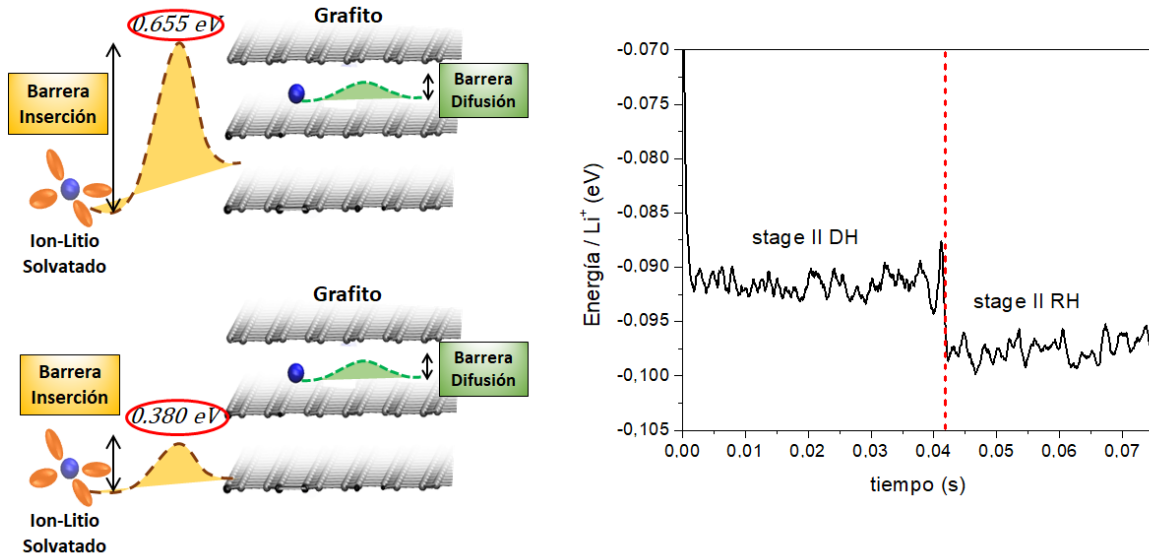 0.655 eV
Grafito
Barrera
Inserción
Barrera
Difusión
Ion-Litio
Solvatado
Grafito
Barrera
Difusión
Barrera
Inserción
0.380 eV
Ion-Litio
Solvatado
-0.070
-0.075
-0.080
-0.085
-0.090
-0.095
-0,100
-0,105
Energía / Li⁺ (eV)
stage II DH
stage II RH
0.00 0.01 0.02 0.03 0.04 0.05 0.06 0.07
tiempo (s)